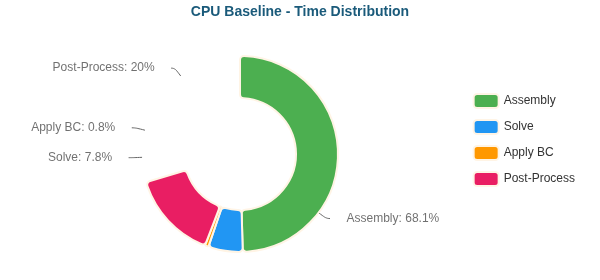 CPU Baseline - Time Distribution
Post-Process: 20%
Apply BC: 0.8%
Solve: 7.8%
Assembly: 68.1%
Assembly
Solve
Apply BC
Post-Process